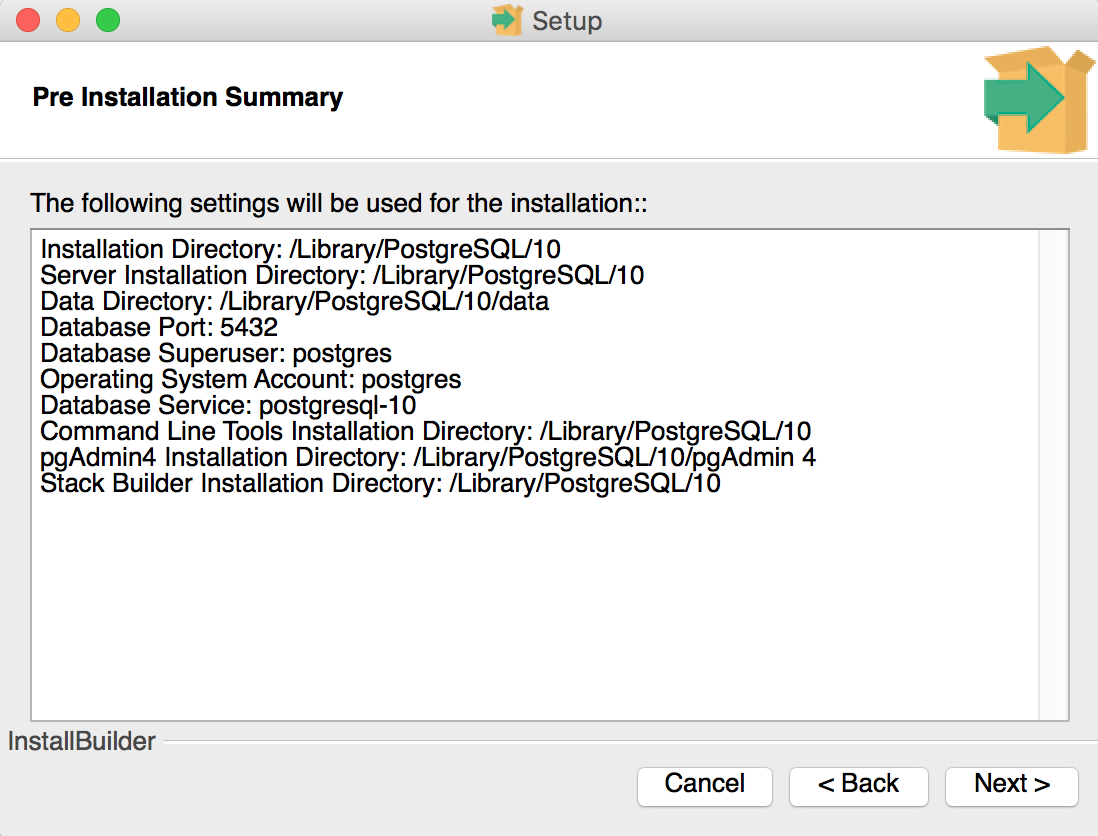 Setup
Pre Installation Summary
The following settings will be used for the installation::
Installation Directory: /Library/PostgreSQL/10
Server Installation Directory: /Library/PostgreSQL/10
Data Directory: /Library/PostgreSQL/10/data
Database Port: 5432
Database Superuser: postgres
Operating System Account: postgres
Database Service: postgresql-10
Command Line Tools Installation Directory: /Library/PostgreSQL/10
pgAdmin4 Installation Directory: /Library/PostgreSQL/10/pgAdmin 4
Stack Builder Installation Directory: /Library/PostgreSQL/10
InstallBuilder
Cancel
< Back
Next >